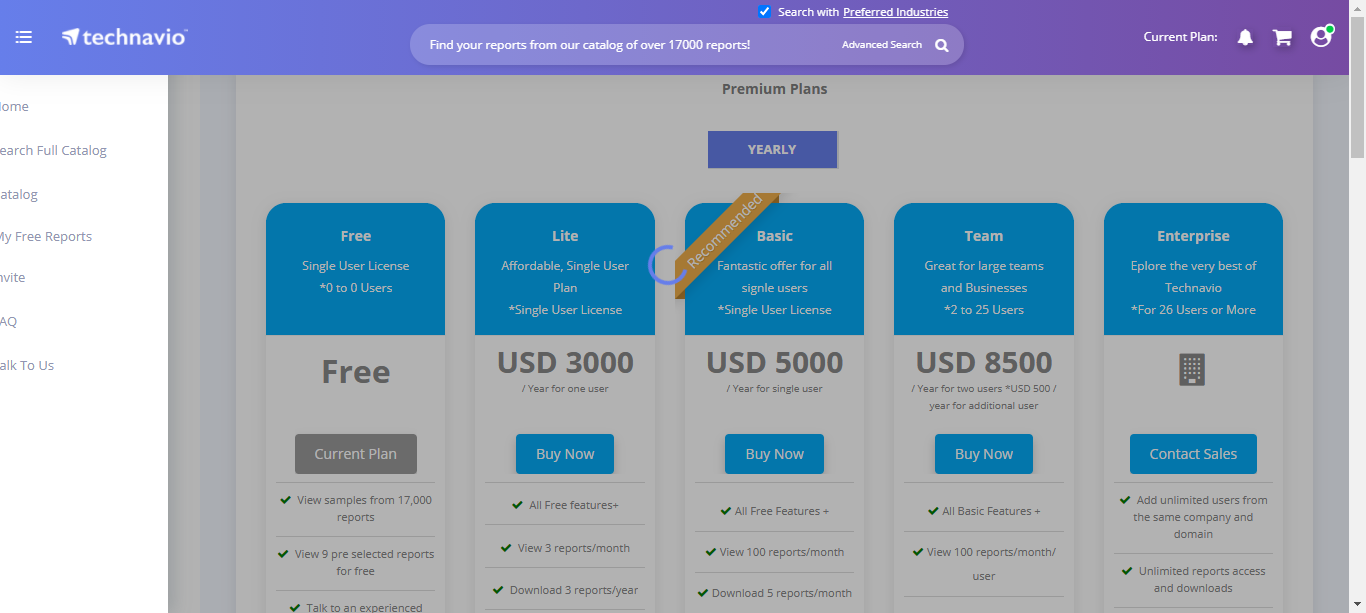 Search with Preferred Industries
technavio
Find your reports from our catalog of over 17000 reports!
Advanced Search
Current Plan:
ome
earch Full Catalog
atalog
My Free Reports
nvite
AQ
alk To Us
Premium Plans
YEARLY
Free
Single User License
*0 to 0 Users
Free
Current Plan
View samples from 17,000
reports
View 9 pre selected reports
for free
Talk to an experienced
Lite
Affordable, Single User
Plan
*Single User License
USD 3000
/ Year for one user
Buy Now
All Free features+
View 3 reports/month
Download 3 reports/year
Recommended
Basic
Fantastic offer for all
signle users
*Single User License
USD 5000
/ Year for single user
Buy Now
All Free Features +
View 100 reports/month
Download 5 reports/month
Team
Great for large teams
and Businesses
*2 to 25 Users
USD 8500
/ Year for two users *USD 500 /
year for additional user
Buy Now
All Basic Features +
View 100 reports/month/
user
Enterprise
Eplore the very best of
Technavio
*For 26 Users or More
Contact Sales
Add unlimited users from
the same company and
domain
Unlimited reports access
and downloads